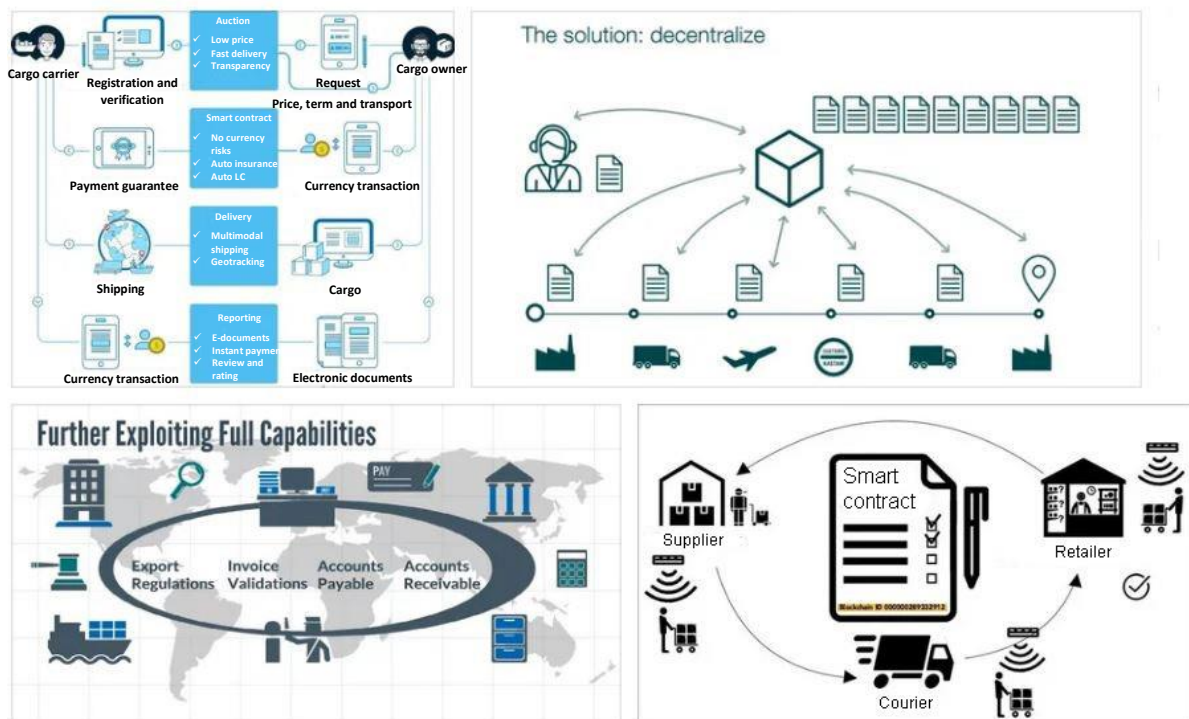 Auction
Low price
Fast delivery
Transparency
Cargo carrier
Registration and
verification
Request
Cargo owner
Price, term and transport
Smart contract
No currency
risks
Auto insurance
Auto LC
Payment guarantee
Currency transaction
Delivery
Multimodal
shipping
Geotracking
Shipping
Cargo
Reporting
E-documents
Instant paymen
Review and
rating
Currency transaction
Electronic documents
The solution: decentralize
Further Exploiting Full Capabilities
PAY
Export
Regulations
Invoice
Validations
Accounts
Payable
Accounts
Receivable
Smart
contract
Supplier
Retailer
Blockchain ID 000000289232912
Courier